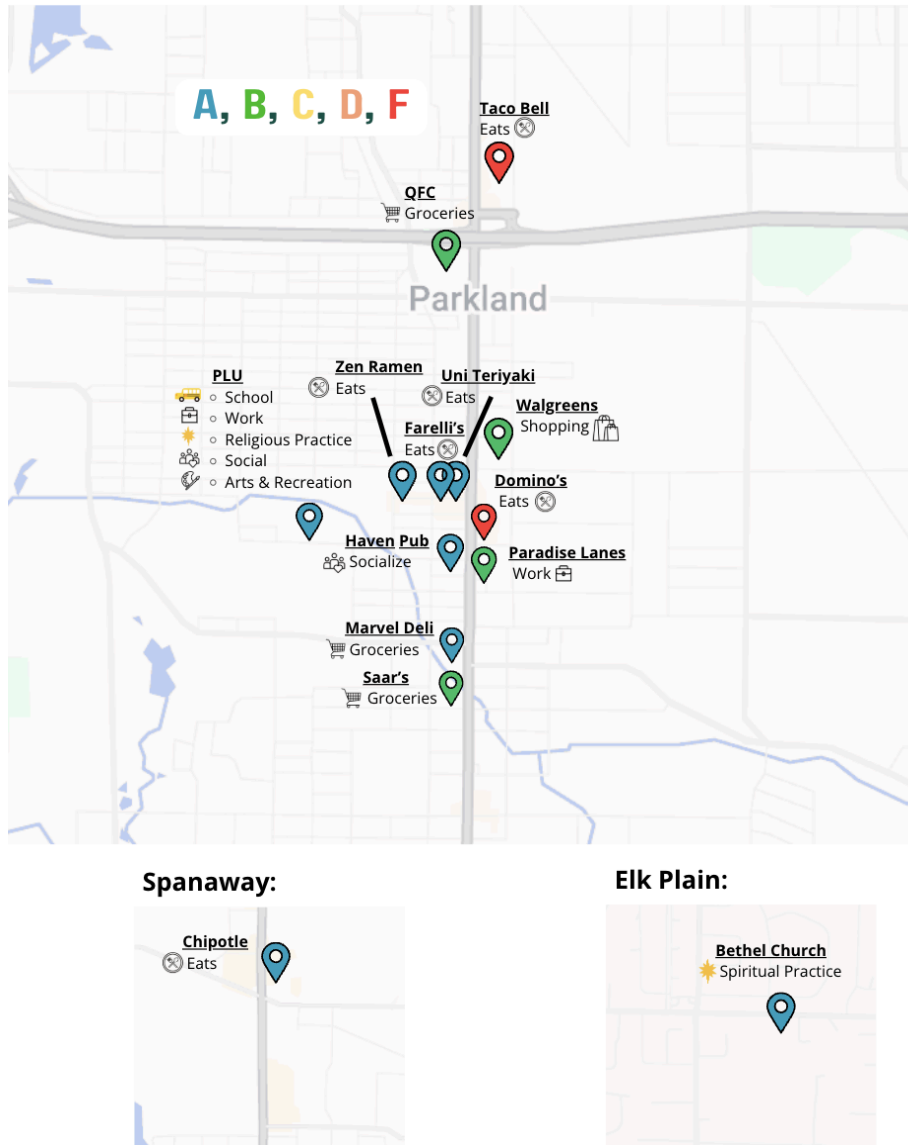 A, B, C, D, F
Taco Bell
Eats
QFC
Groceries
Parkland
Zen Ramen
Eats
Uni Teriyaki
Eats
PLU
School
Work
Religious Practice
Social
Arts & Recreation
Walgreens
Shopping
Farelli's
Eats
Domino's
Eats
Haven Pub
Socialize
Paradise Lanes
Work
Marvel Deli
Groceries
Saar's
Groceries
Spanaway:
Chipotle
Eats
Elk Plain:
Bethel Church
Spiritual Practice